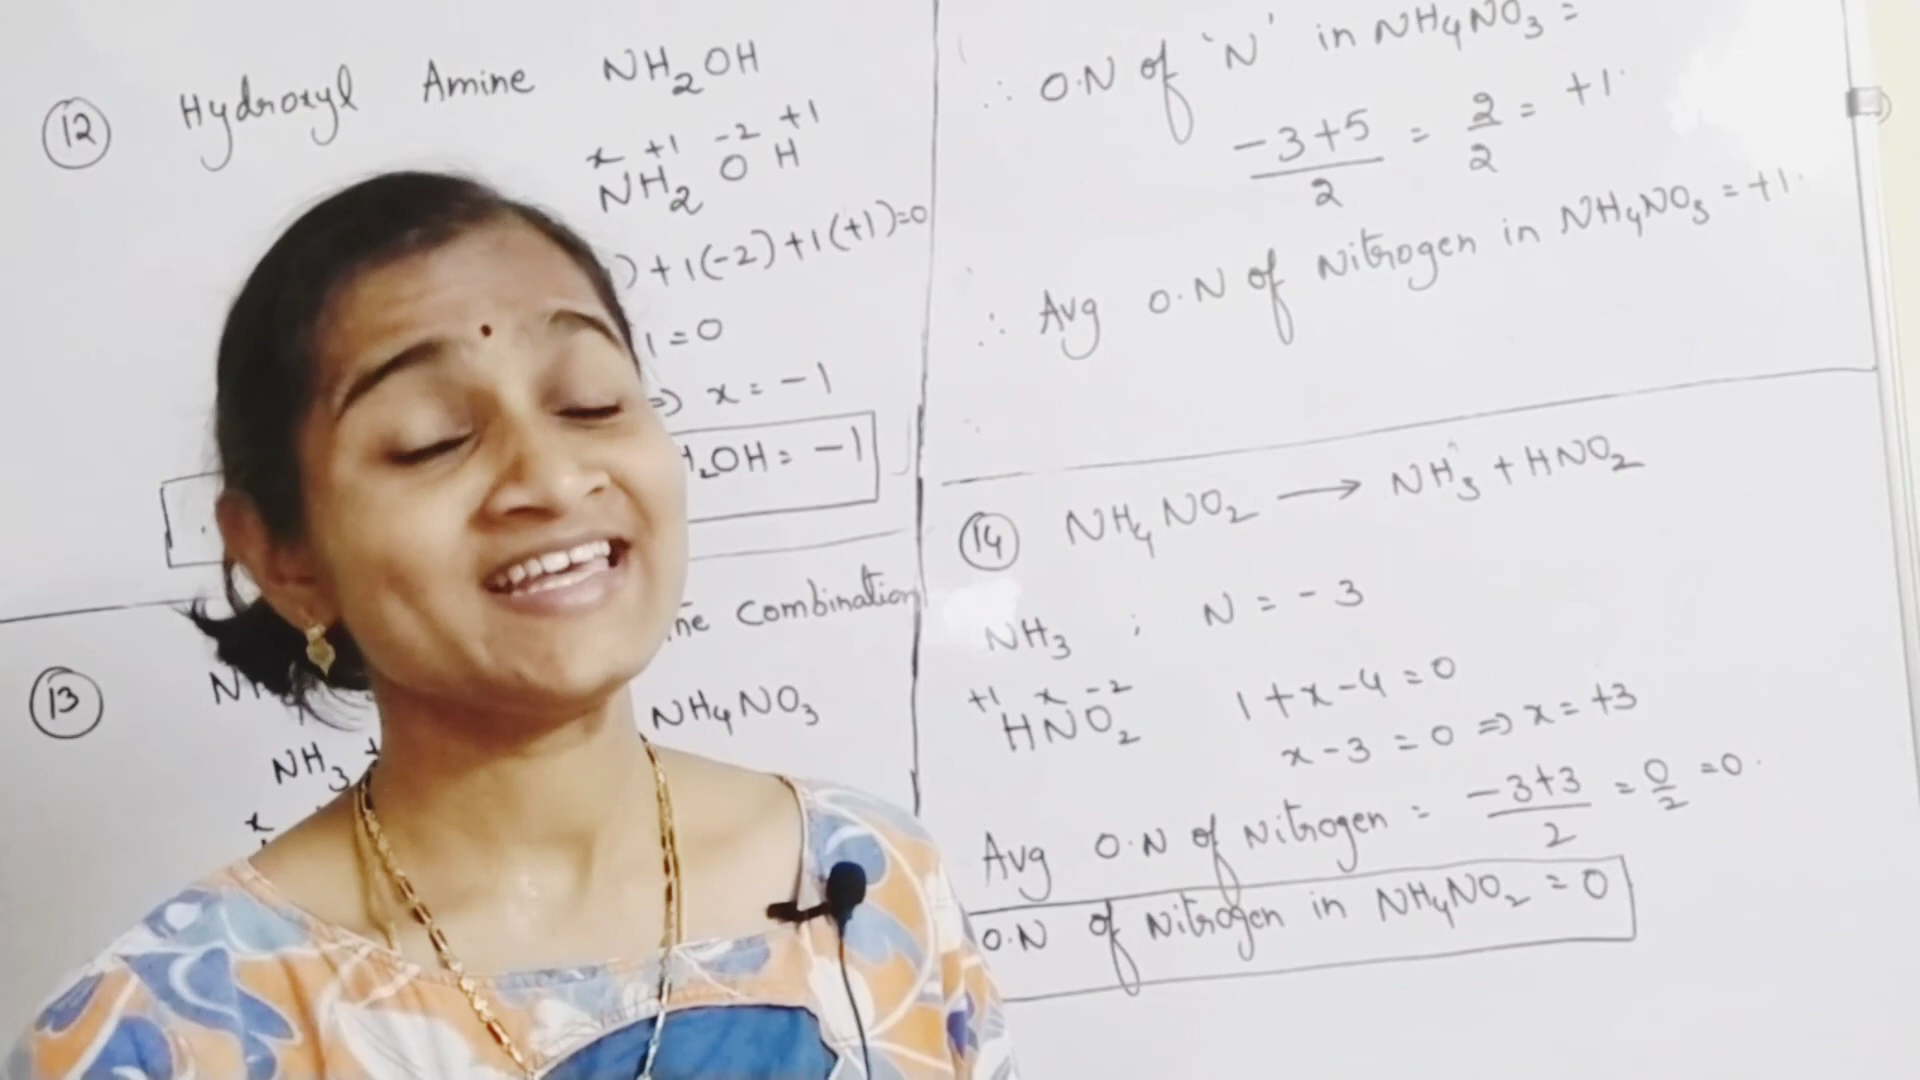 12 Hydroxyl Amine NH2OH
x +1 -2 +1
NH2 O H
) + 1(-2) + 1(+1) = 0
1 = 0
⇒ x = -1
H2OH = -1
ne combination
13
NH4NO3
NH3 +
x
∴ O.N of 'N' in NH4NO3 =
-3+5/2 = 2/2 = +1.
∴ Avg O.N of Nitrogen in NH4NO3 = +1.
14 NH4NO2 → NH3 + HNO2
NH3 ; N = -3
+1 x -2
HNO2 1 + x - 4 = 0
x - 3 = 0 ⇒ x = +3
Avg O.N of Nitrogen = -3+3/2 = 0/2 = 0.
O.N of Nitrogen in NH4NO2 = 0